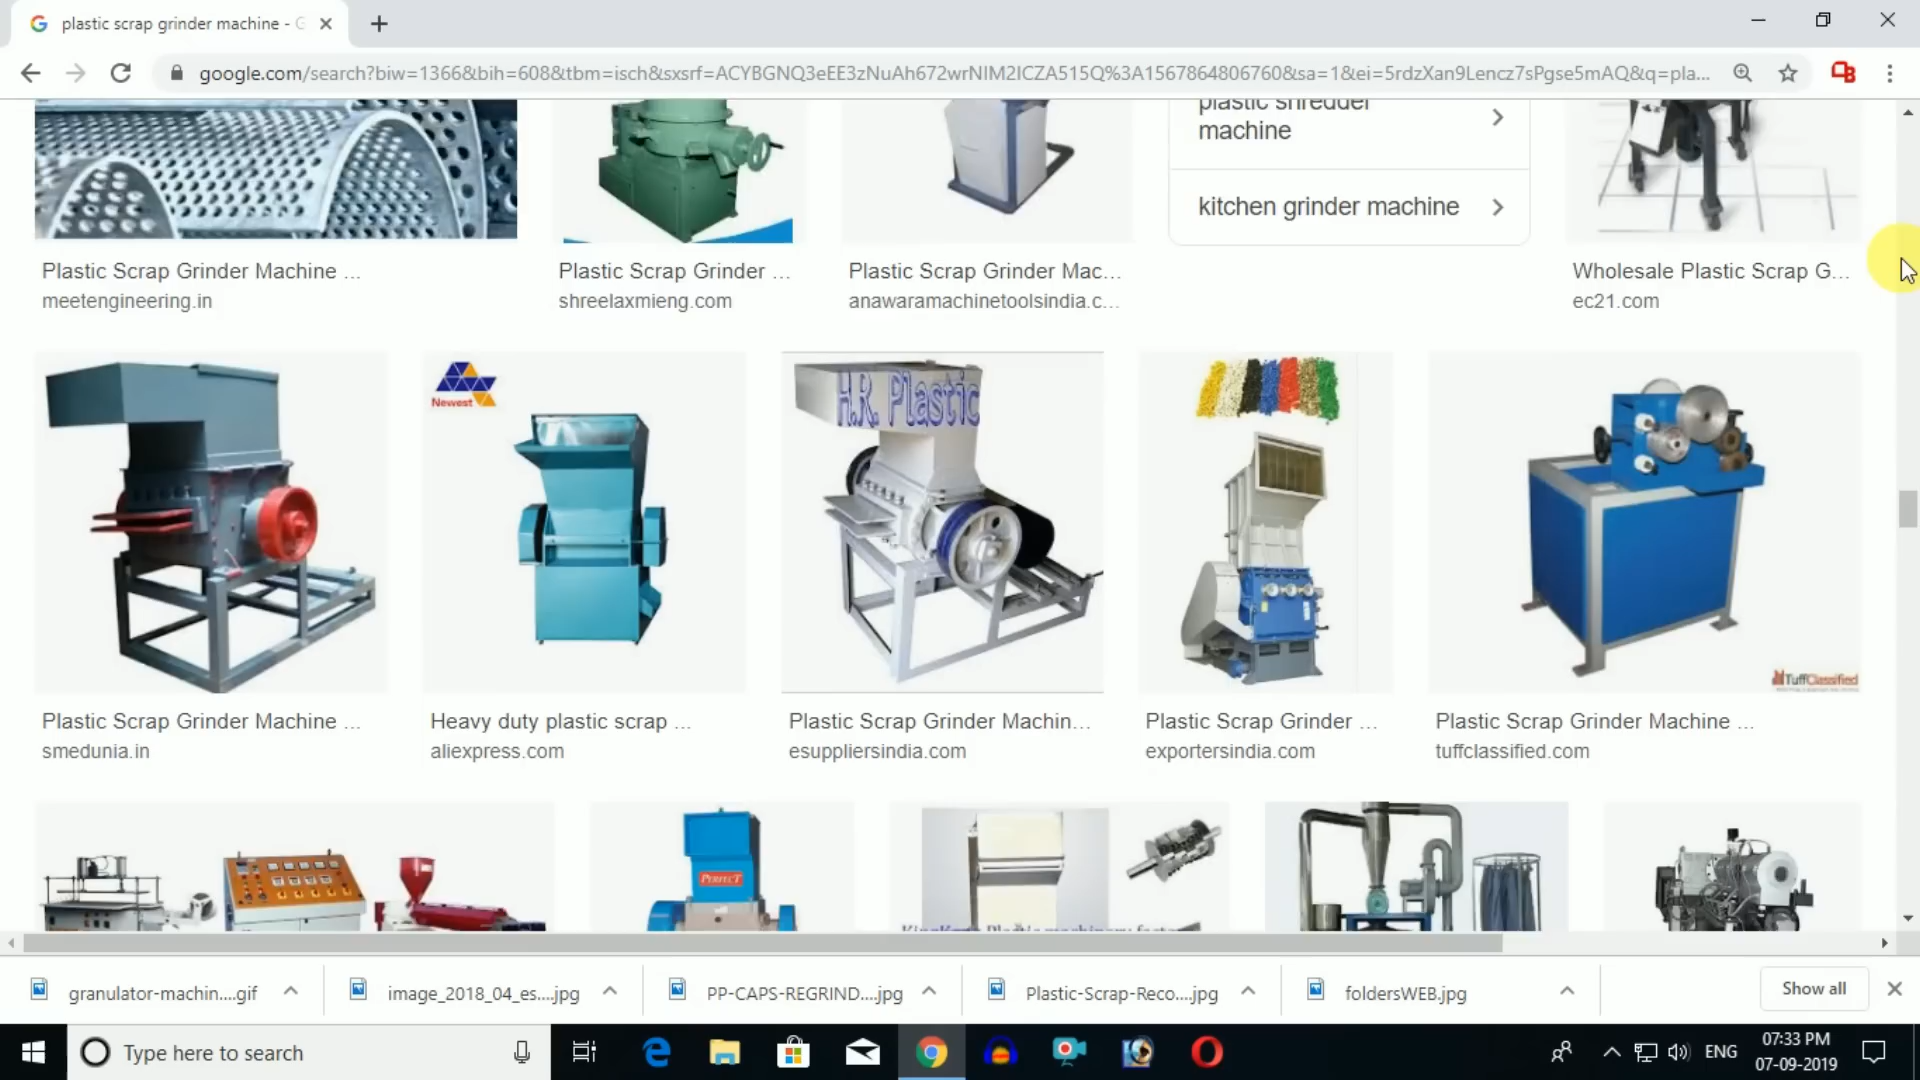 plastic scrap grinder machine - G
google.com/search?biw=1366&bih=608&tbm=isch&sxsrf=ACYBGNQ3eEE3zNuAh672wrNIM2ICZA515Q%3A1567864806760&sa=1&ei=5rdzXan9Lencz7sPgse5mAQ&q=pla...
plastic shredder
machine
kitchen grinder machine
Plastic Scrap Grinder Machine ...
meetengineering.in
Plastic Scrap Grinder ...
shreelaxmieng.com
Plastic Scrap Grinder Mac...
anawaramachinetoolsindia.c...
Wholesale Plastic Scrap G...
ec21.com
Newest
H.R. Plastic
TuffClassified
Plastic Scrap Grinder Machine ...
smedunia.in
Heavy duty plastic scrap ...
aliexpress.com
Plastic Scrap Grinder Machin...
esuppliersindia.com
Plastic Scrap Grinder ...
exportersindia.com
Plastic Scrap Grinder Machine ...
tuffclassified.com
PERFECT
granulator-machin....gif
image_2018_04_es....jpg
PP-CAPS-REGRIND....jpg
Plastic-Scrap-Reco....jpg
foldersWEB.jpg
Show all
Type here to search
ENG
07:33 PM
07-09-2019